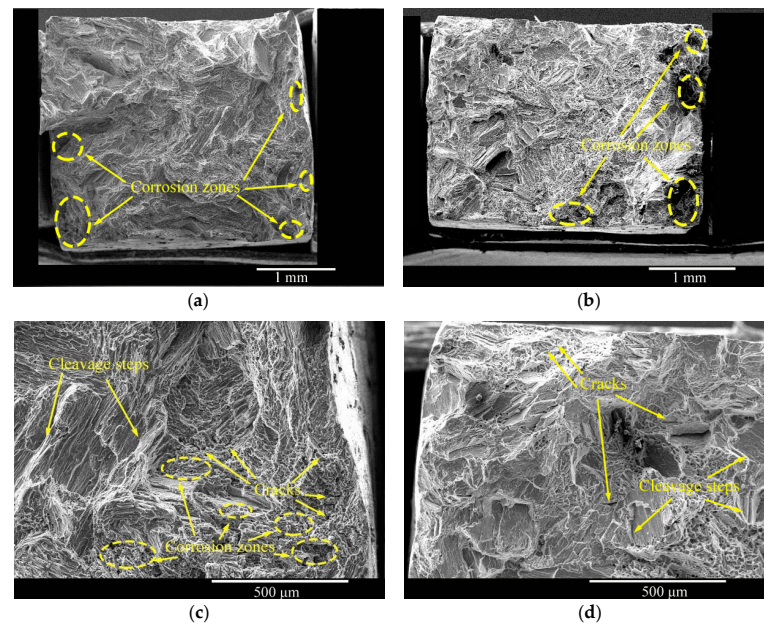 Corrosion zones
1 mm
(a)
Corrosion zones
1 mm
(b)
Cleavage steps
Cracks
Corrosion zones
500 μm
(c)
Cracks
Cleavage steps
500 μm
(d)